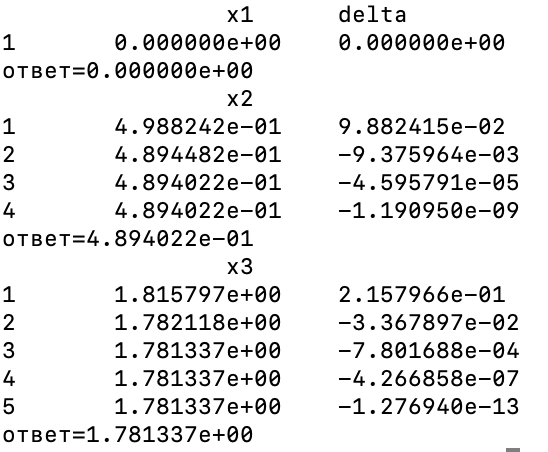 x1 delta
1 0.000000e+00 0.000000e+00
ответ=0.000000e+00
x2
1 4.988242e-01 9.882415e-02
2 4.894482e-01 -9.375964e-03
3 4.894022e-01 -4.595791e-05
4 4.894022e-01 -1.190950e-09
ответ=4.894022e-01
x3
1 1.815797e+00 2.157966e-01
2 1.782118e+00 -3.367897e-02
3 1.781337e+00 -7.801688e-04
4 1.781337e+00 -4.266858e-07
5 1.781337e+00 -1.276940e-13
ответ=1.781337e+00